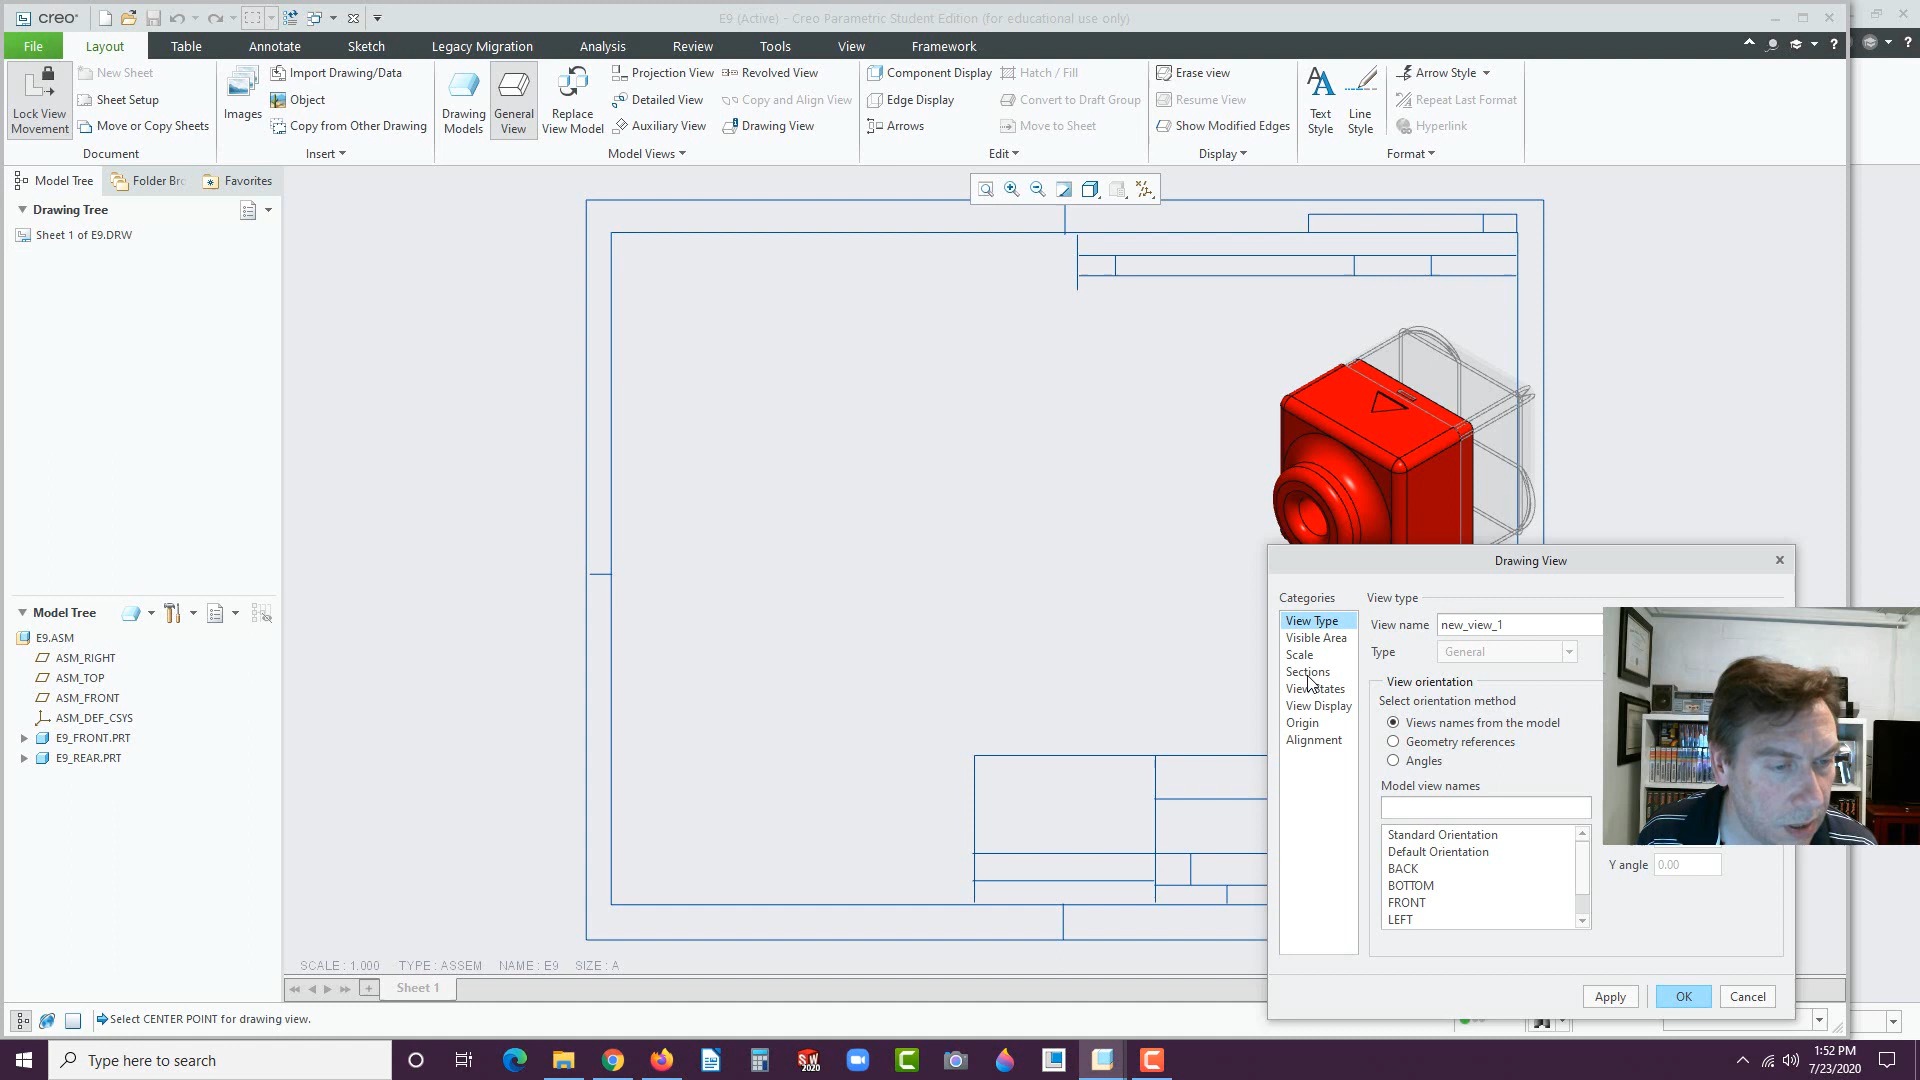 creo®
E9 (Active) - Creo Parametric Student Edition (for educational use only)
File Layout Table Annotate Sketch Legacy Migration Analysis Review Tools View Framework
Lock View Movement
New Sheet
Sheet Setup
Move or Copy Sheets
Document
Images
Import Drawing/Data
Object
Copy from Other Drawing
Insert
Drawing Models
General View
Replace View Model
Projection View
Detailed View
Auxiliary View
Revolved View
Copy and Align View
Drawing View
Model Views
Component Display
Edge Display
Arrows
Hatch / Fill
Convert to Draft Group
Move to Sheet
Edit
Erase view
Resume View
Show Modified Edges
Display
Text Style
Line Style
Arrow Style
Repeat Last Format
Hyperlink
Format
Model Tree
Folder Brc
Favorites
Drawing Tree
Sheet 1 of E9.DRW
Model Tree
E9.ASM
ASM_RIGHT
ASM_TOP
ASM_FRONT
ASM_DEF_CSYS
E9_FRONT.PRT
E9_REAR.PRT
SCALE : 1.000 TYPE : ASSEM NAME : E9 SIZE : A
Sheet 1
Select CENTER POINT for drawing view.
Drawing View
Categories
View Type
Visible Area
Scale
Sections
View States
View Display
Origin
Alignment
View type
View name new_view_1
Type General
View orientation
Select orientation method
Views names from the model
Geometry references
Angles
Model view names
Standard Orientation
Default Orientation
BACK
BOTTOM
FRONT
LEFT
Y angle 0.00
Apply OK Cancel
Type here to search
SW 2020
1:52 PM
7/23/2020